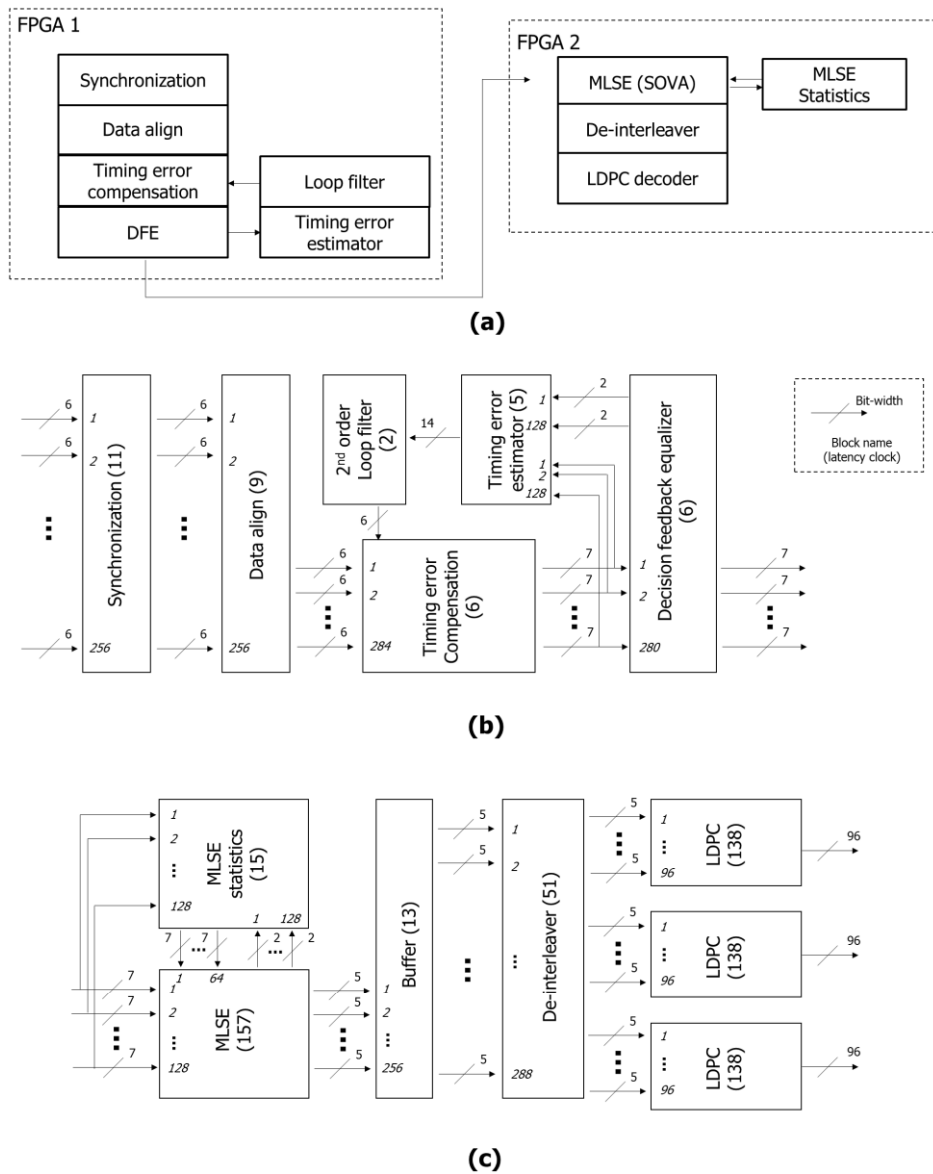 FPGA 1
Synchronization
Data align
Timing error
compensation
DFE
Loop filter
Timing error
estimator
FPGA 2
MLSE (SOVA)
De-interleaver
LDPC decoder
MLSE
Statistics
(a)
6
6
6
1
2
256
Synchronization (11)
6
6
6
1
2
256
Data align (9)
2nd order
Loop filter
(2)
14
6
Timing error
estimator (5)
1
128
1
2
128
2
2
6
6
6
1
2
284
Timing error
Compensation
(6)
7
7
7
Decision feedback equalizer
(6)
1
2
280
7
7
7
Bit-width
Block name
(latency clock)
(b)
1
2
...
128
MLSE
statistics
(15)
1
128
7
...
7
2
...
2
7
7
7
1
64
1
2
...
128
MLSE
(157)
5
5
5
Buffer (13)
1
2
...
256
5
5
5
De-interleaver (51)
1
2
...
288
5
5
1
...
96
LDPC
(138)
96
5
5
1
...
96
LDPC
(138)
96
5
5
1
...
96
LDPC
(138)
96
(c)